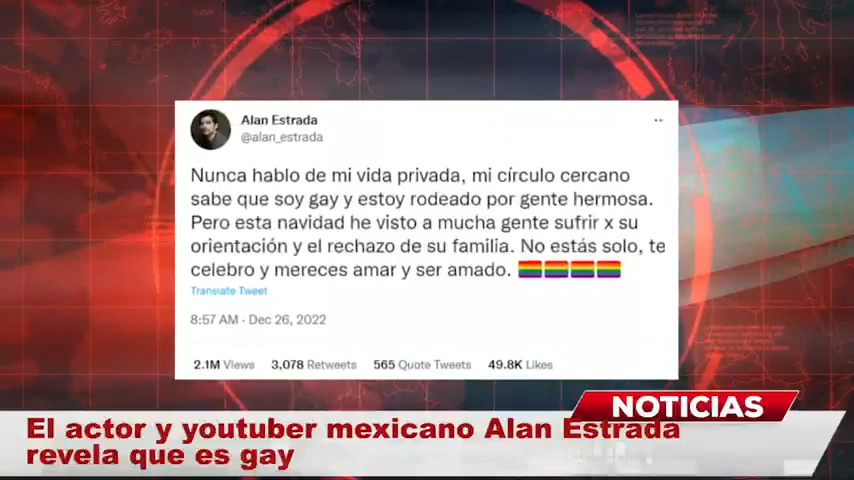 Alan Estrada
@alan_estrada
Nunca hablo de mi vida privada, mi círculo cercano
sabe que soy gay y estoy rodeado por gente hermosa.
Pero esta navidad he visto a mucha gente sufrir x su
orientación y el rechazo de su familia. No estás solo, te
celebro y mereces amar y ser amado.
Translate Tweet
8:57 AM · Dec 26, 2022
2.1M Views 3,078 Retweets 565 Quote Tweets 49.8K Likes
NOTICIAS
El actor y youtuber mexicano Alan Estrada
revela que es gay